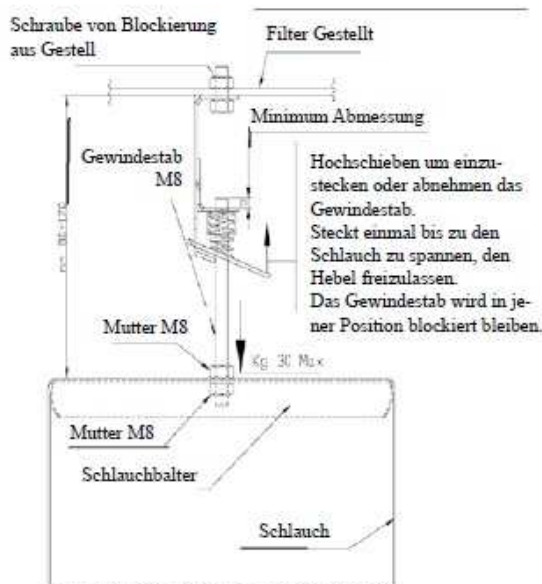 Schraube von Blockierung
aus Gestell
Filter Gestellt
Minimum Abmessung
Gewindestab
M8
Hochschieben um einzu-
stecken oder abnehmen das
Gewindestab.
Steckt einmal bis zu den
Schlauch zu spannen, den
Hebel freizulassen.
Das Gewindestab wird in je-
ner Position blockiert bleiben.
Mutter M8
Kg 30 Max
Mutter M8
Schlauchbalter
Schlauch